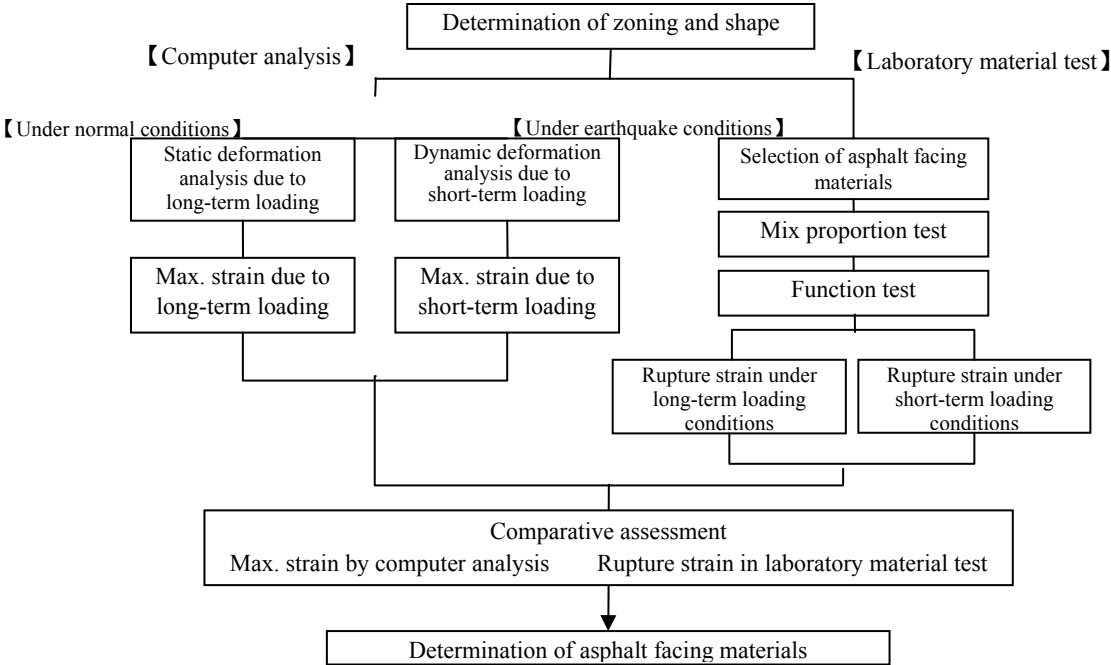 Determination of zoning and shape
【Computer analysis】
【Laboratory material test】
【Under normal conditions】
【Under earthquake conditions】
Static deformation
analysis due to
long-term loading
Dynamic deformation
analysis due to
short-term loading
Selection of asphalt facing
materials
Mix proportion test
Max. strain due to
long-term loading
Max. strain due to
short-term loading
Function test
Rupture strain under
long-term loading
conditions
Rupture strain under
short-term loading
conditions
Comparative assessment
Max. strain by computer analysis Rupture strain in laboratory material test
Determination of asphalt facing materials